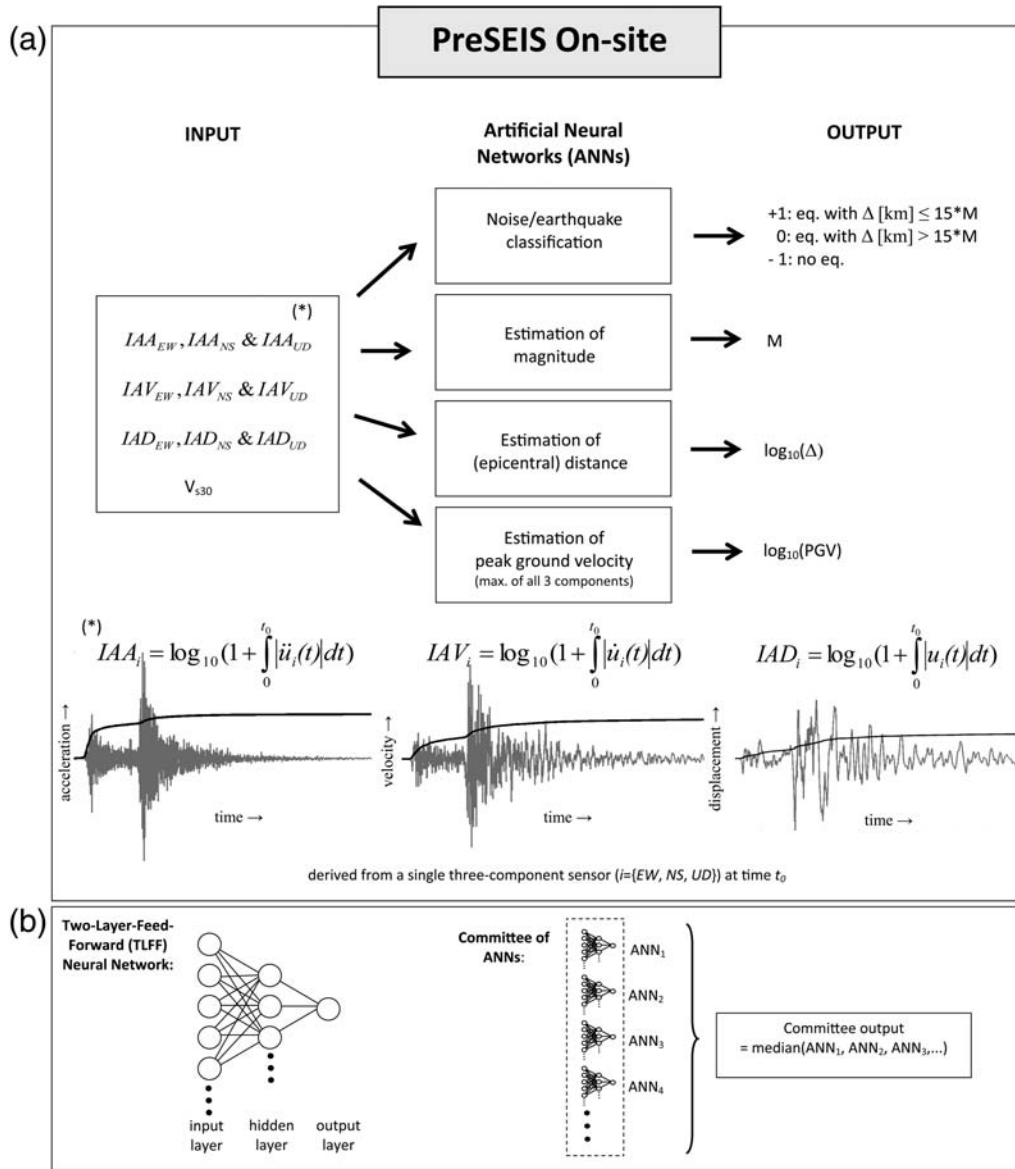 (a)
PreSEIS On-site
INPUT
Artificial Neural
Networks (ANNs)
OUTPUT
(*)
IAA_EW, IAA_NS & IAA_UD
IAV_EW, IAV_NS & IAV_UD
IAD_EW, IAD_NS & IAD_UD
V_s30
Noise/earthquake
classification
+1: eq. with Δ [km] ≤ 15*M
0: eq. with Δ [km] > 15*M
- 1: no eq.
Estimation of
magnitude
M
Estimation of
(epicentral) distance
log₁₀(Δ)
Estimation of
peak ground velocity
(max. of all 3 components)
log₁₀(PGV)
(*)
IAA_i = log₁₀(1 + ∫₀^t₀ |ü_i(t)|dt)
acceleration →
time →
IAV_i = log₁₀(1 + ∫₀^t₀ |u̇_i(t)|dt)
velocity →
time →
IAD_i = log₁₀(1 + ∫₀^t₀ |u_i(t)|dt)
displacement →
time →
derived from a single three-component sensor (i={EW, NS, UD}) at time t₀
(b)
Two-Layer-Feed-
Forward (TLFF)
Neural Network:
input
layer
hidden
layer
output
layer
Committee of
ANNs:
ANN₁
ANN₂
ANN₃
ANN₄
Committee output
= median(ANN₁, ANN₂, ANN₃,...)